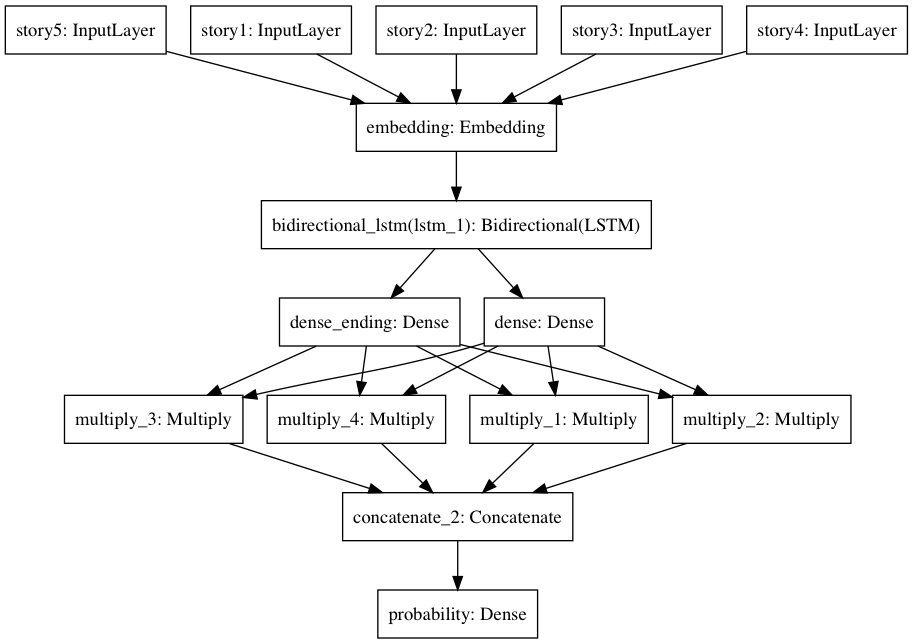 story5: InputLayer
story1: InputLayer
story2: InputLayer
story3: InputLayer
story4: InputLayer
embedding: Embedding
bidirectional_lstm(lstm_1): Bidirectional(LSTM)
dense_ending: Dense
dense: Dense
multiply_3: Multiply
multiply_4: Multiply
multiply_1: Multiply
multiply_2: Multiply
concatenate_2: Concatenate
probability: Dense